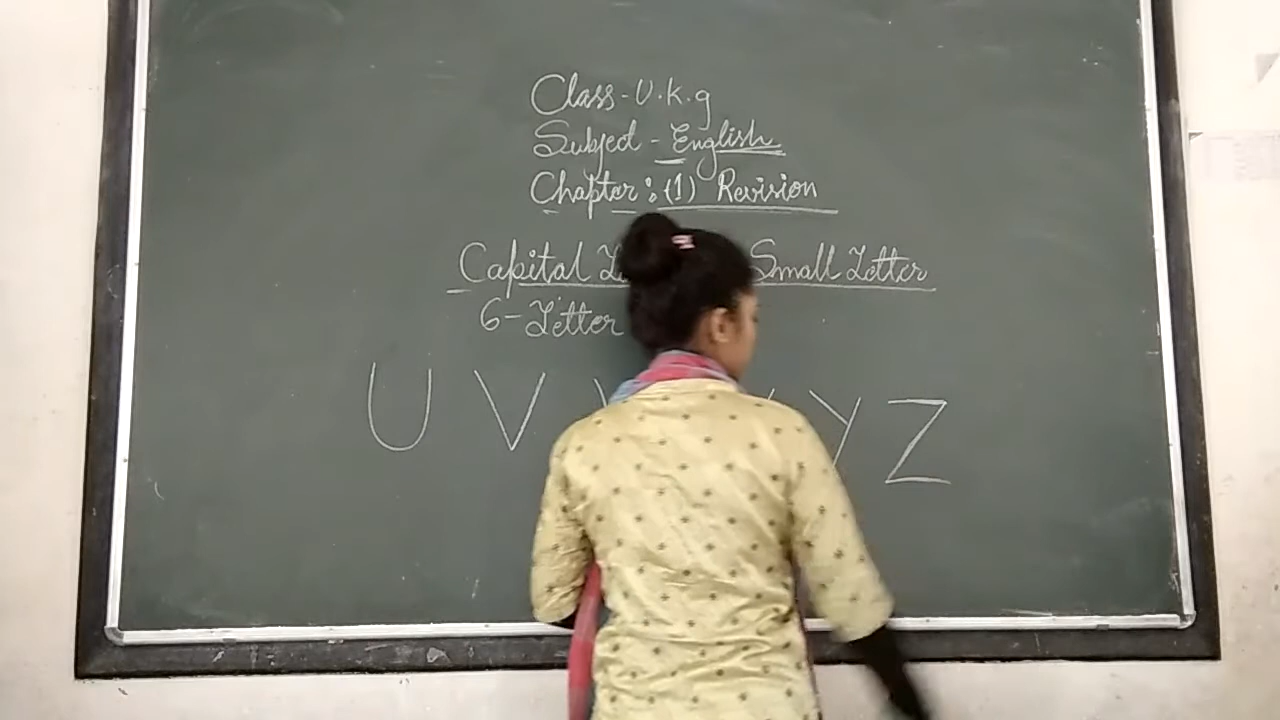 Class-U.k.g
Subject - English
Chapter : (1) Revision
Capital Small Letter
6-Letter
U V Y Z